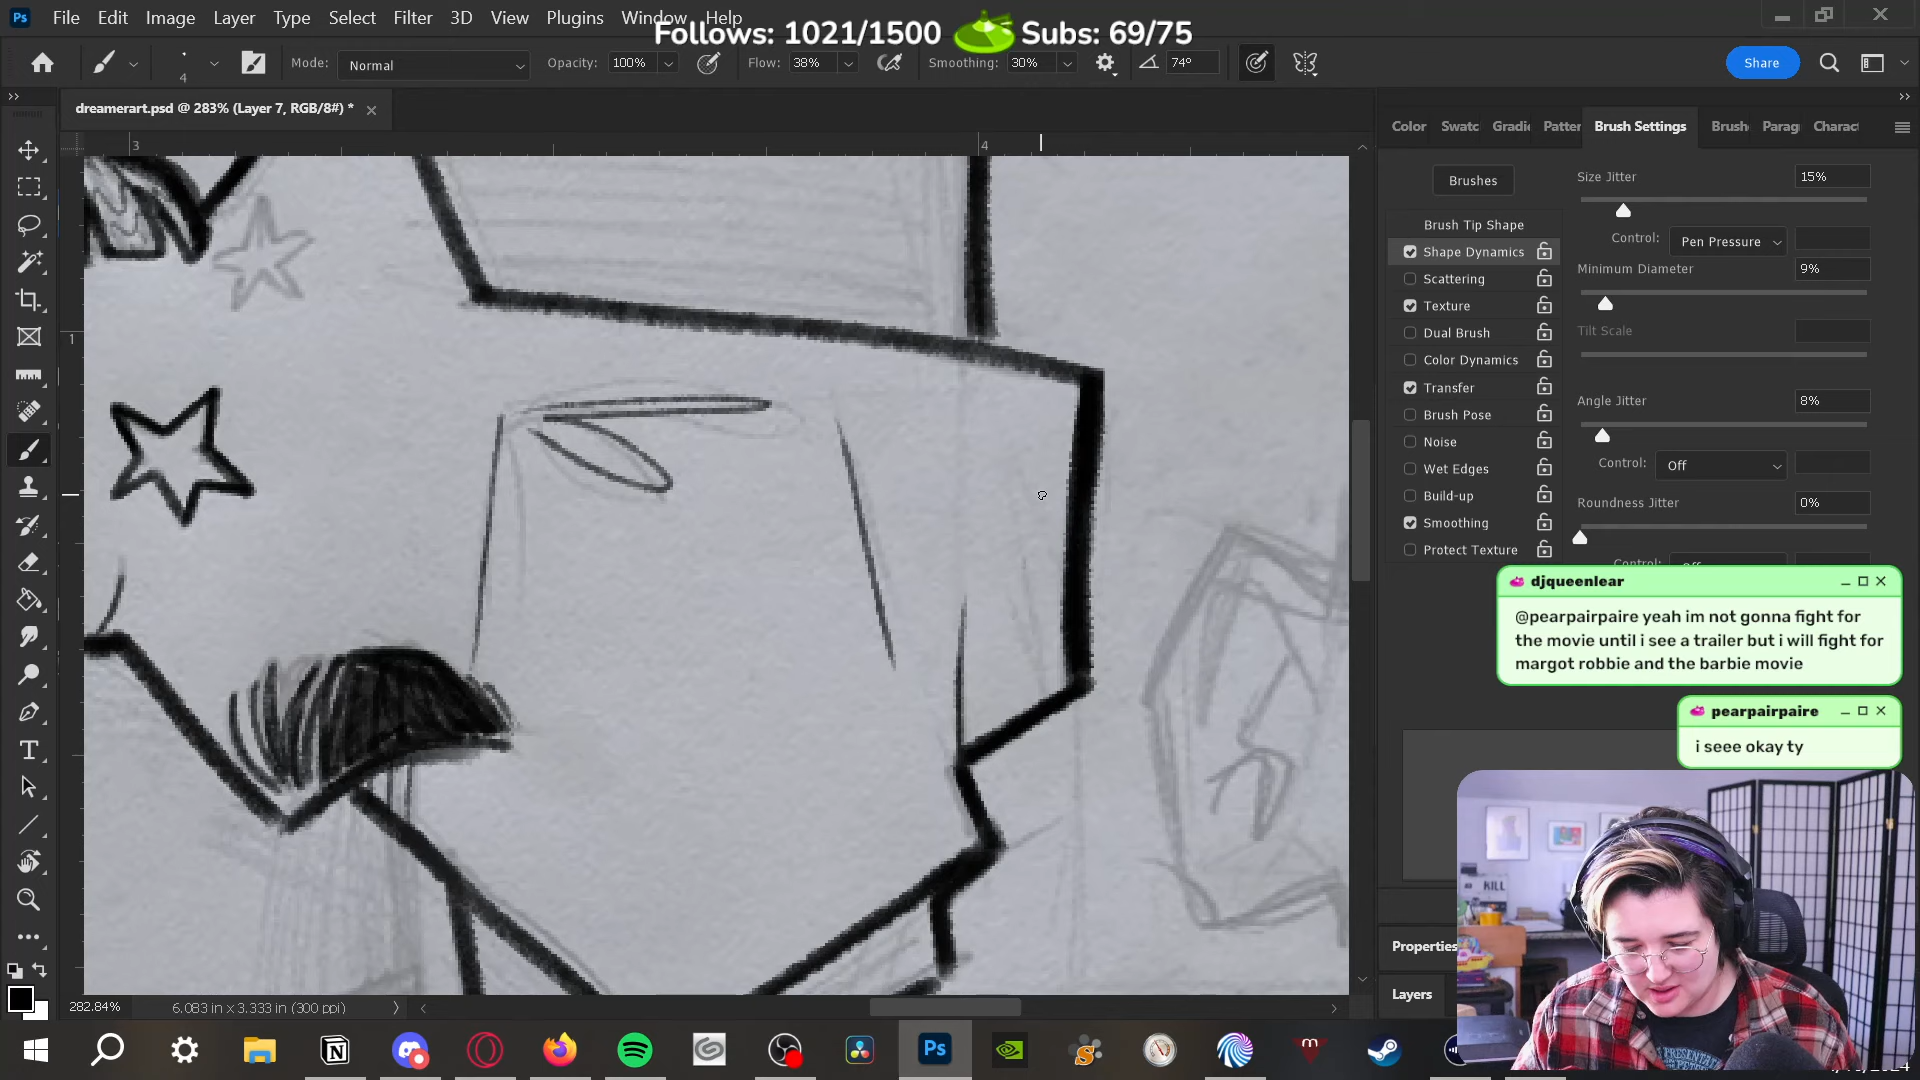 File Edit Image Layer Type Select Filter 3D View Plugins Window Help
Follows: 1021/1500 Subs: 69/75
4 Mode: Normal Opacity: 100% Flow: 38% Smoothing: 30% 74° Share
dreamerart.psd @ 283% (Layer 7, RGB/8#) *
Color Swatc Gradi Patter Brush Settings Brush Parag Charac
3 4
1
Brushes
Brush Tip Shape
Shape Dynamics
Scattering
Texture
Dual Brush
Color Dynamics
Transfer
Brush Pose
Noise
Wet Edges
Build-up
Smoothing
Protect Texture
Size Jitter 15%
Control: Pen Pressure
Minimum Diameter 9%
Tilt Scale
Angle Jitter 8%
Control: Off
Roundness Jitter 0%
djqueenlear
@pearpairpaire yeah im not gonna fight for
the movie until i see a trailer but i will fight for
margot robbie and the barbie movie
pearpairpaire
i seee okay ty
KILL
Properties
Layers
282.84% 6.083 in x 3.333 in (300 ppi)
Ps